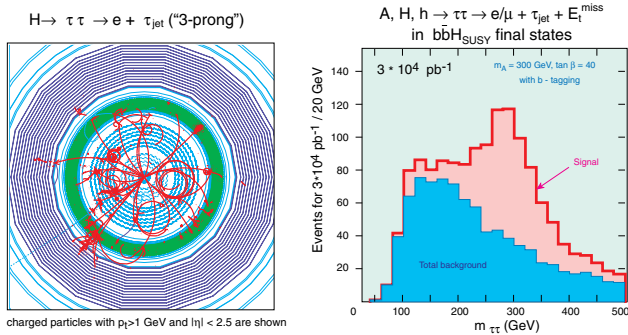 H→ τ τ → e + τjet (“3-prong”)
charged particles with pt>1 GeV and |η| < 2.5 are shown
A, H, h → ττ → e/μ + τjet + Etmiss
in bb̄HSUSY final states
3 * 10⁴ pb⁻¹
mA = 300 GeV, tan β = 40
with b - tagging
Events for 3*10⁴ pb⁻¹ / 20 GeV
140
120
100
80
60
40
20
Signal
Total background
0
100
200
300
400
500
m ττ (GeV)